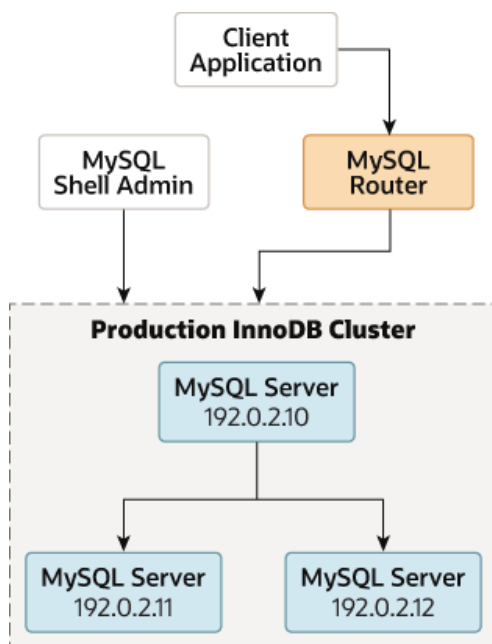 Client
Application
MySQL
Shell Admin
MySQL
Router
Production InnoDB Cluster
MySQL Server
192.0.2.10
MySQL Server
192.0.2.11
MySQL Server
192.0.2.12